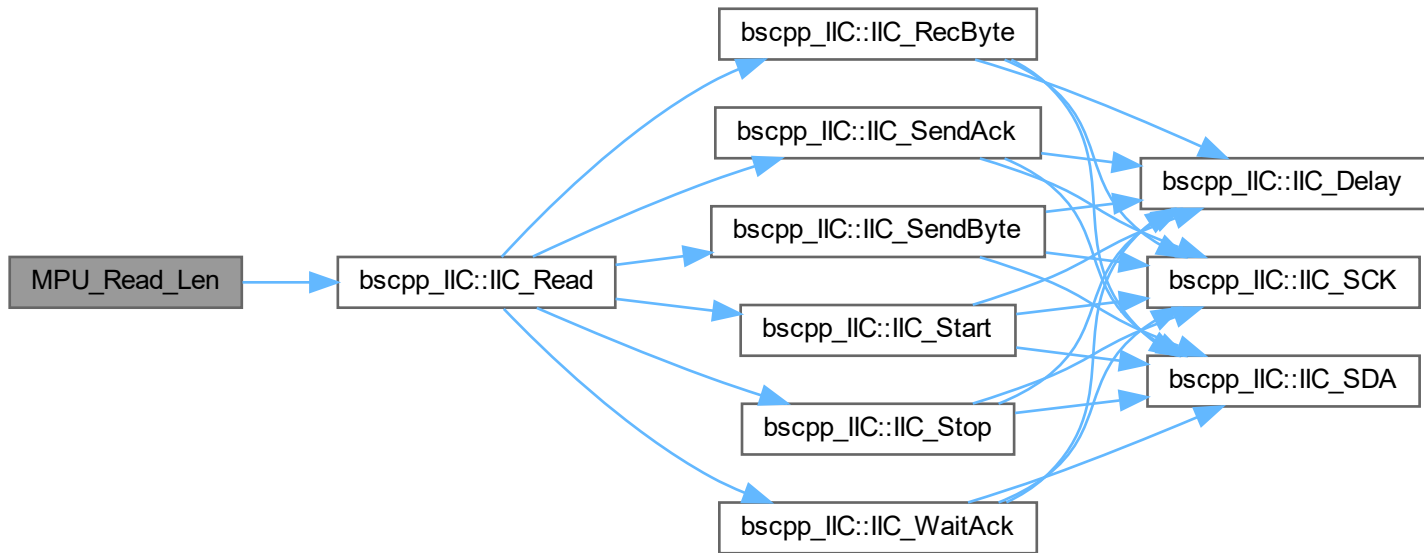 MPU_Read_Len
bscpp_IIC::IIC_Read
bscpp_IIC::IIC_RecByte
bscpp_IIC::IIC_SendAck
bscpp_IIC::IIC_SendByte
bscpp_IIC::IIC_Start
bscpp_IIC::IIC_Stop
bscpp_IIC::IIC_WaitAck
bscpp_IIC::IIC_Delay
bscpp_IIC::IIC_SCK
bscpp_IIC::IIC_SDA